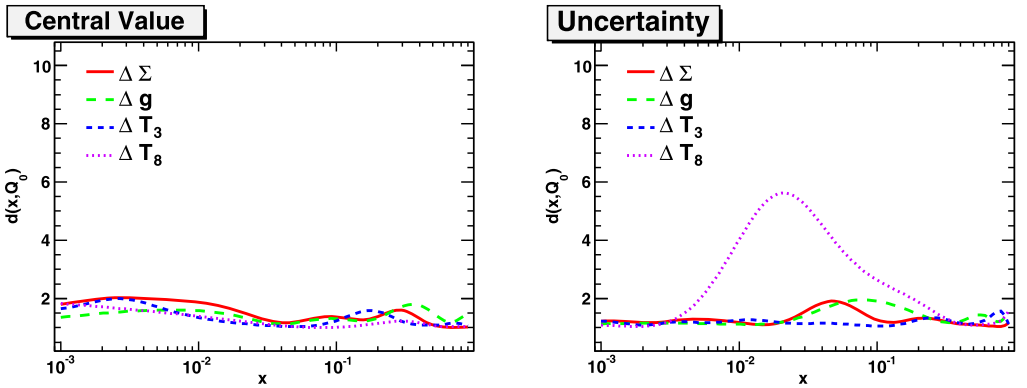 Central Value
d(x,Q₀)
10
8
6
4
2
Δ Σ
Δ g
Δ T₃
Δ T₈
10⁻³
10⁻²
10⁻¹
x
Uncertainty
d(x,Q₀)
10
8
6
4
2
Δ Σ
Δ g
Δ T₃
Δ T₈
10⁻³
10⁻²
10⁻¹
x